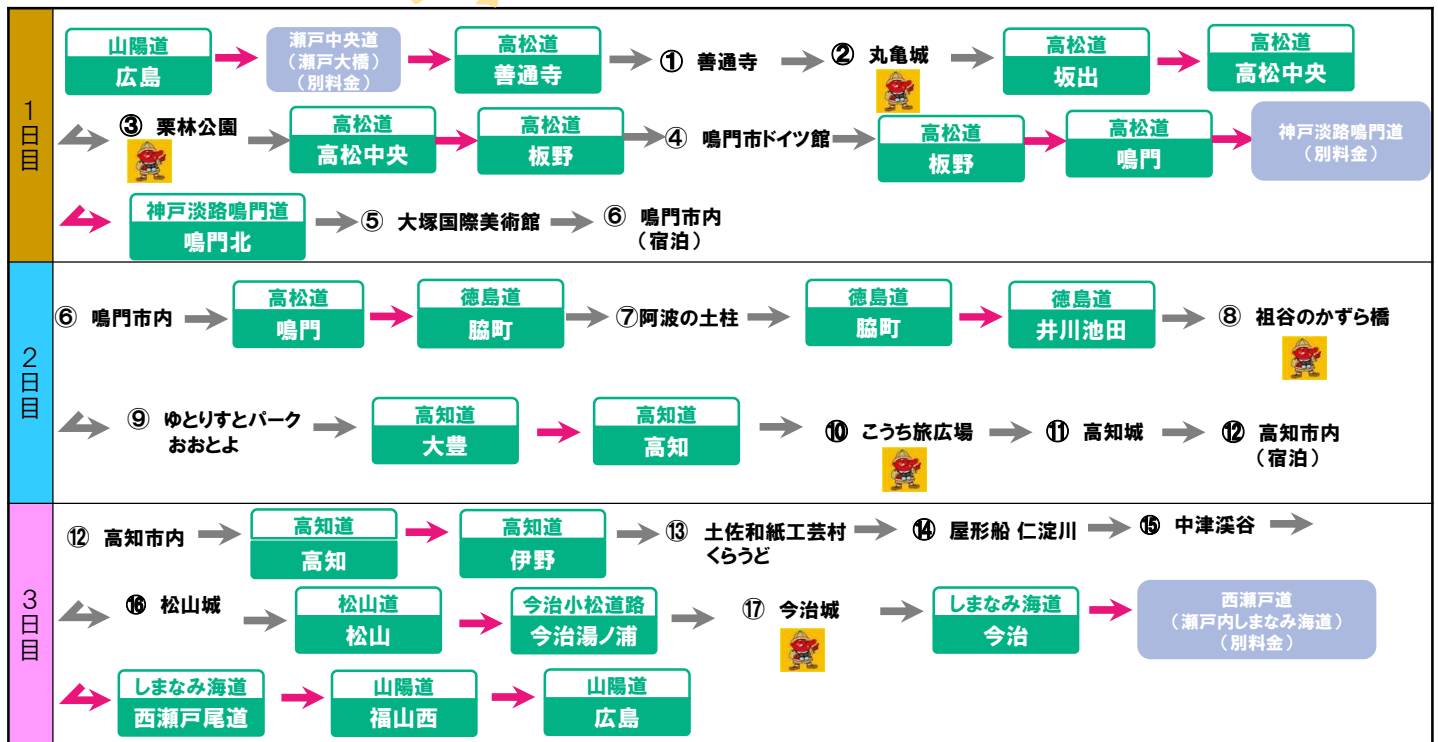 1日目
山陽道
広島
瀬戸中央道
（瀬戸大橋）
（別料金）
高松道
善通寺
① 善通寺
② 丸亀城
高松道
坂出
高松道
高松中央
③ 栗林公園
高松道
高松中央
高松道
板野
④ 鳴門市ドイツ館
高松道
板野
高松道
鳴門
神戸淡路鳴門道
（別料金）
神戸淡路鳴門道
鳴門北
⑤ 大塚国際美術館
⑥ 鳴門市内
（宿泊）
2日目
⑥ 鳴門市内
高松道
鳴門
徳島道
脇町
⑦阿波の土柱
徳島道
脇町
徳島道
井川池田
⑧ 祖谷のかずら橋
⑨ ゆとりすとパーク
おおとよ
高知道
大豊
高知道
高知
⑩ こうち旅広場
⑪ 高知城
⑫ 高知市内
（宿泊）
3日目
⑫ 高知市内
高知道
高知
高知道
伊野
⑬ 土佐和紙工芸村
くらうど
⑭ 屋形船 仁淀川
⑮ 中津渓谷
⑯ 松山城
松山道
松山
今治小松道路
今治湯ノ浦
⑰ 今治城
しまなみ海道
今治
西瀬戸道
（瀬戸内しまなみ海道）
（別料金）
しまなみ海道
西瀬戸尾道
山陽道
福山西
山陽道
広島